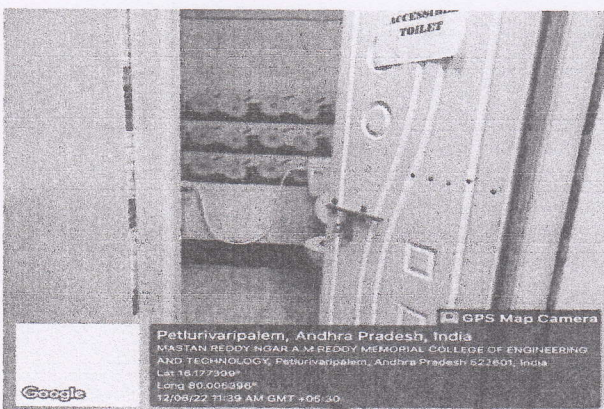 ACCESSIBLE
TOILET
GPS Map Camera
Petlurivaripalem, Andhra Pradesh, India
MASTAN REDDY NGAR A.M REDDY MEMORIAL COLLEGE OF ENGINEERING
AND TECHNOLOGY, Petlurivaripalem, Andhra Pradesh 522601, India
Lat 16.177399°
Long 80.005396°
12/06/22 11:39 AM GMT +05:30
Google